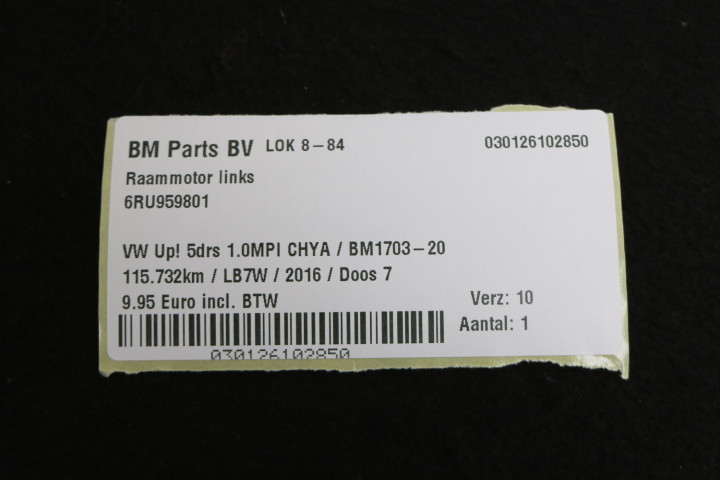 BM Parts BV LOK 8-84 030126102850
Raammotor links
6RU959801
VW Up! 5drs 1.0MPI CHYA / BM1703-20
115.732km / LB7W / 2016 / Doos 7
9.95 Euro incl. BTW Verz: 10
Aantal: 1
030126102850